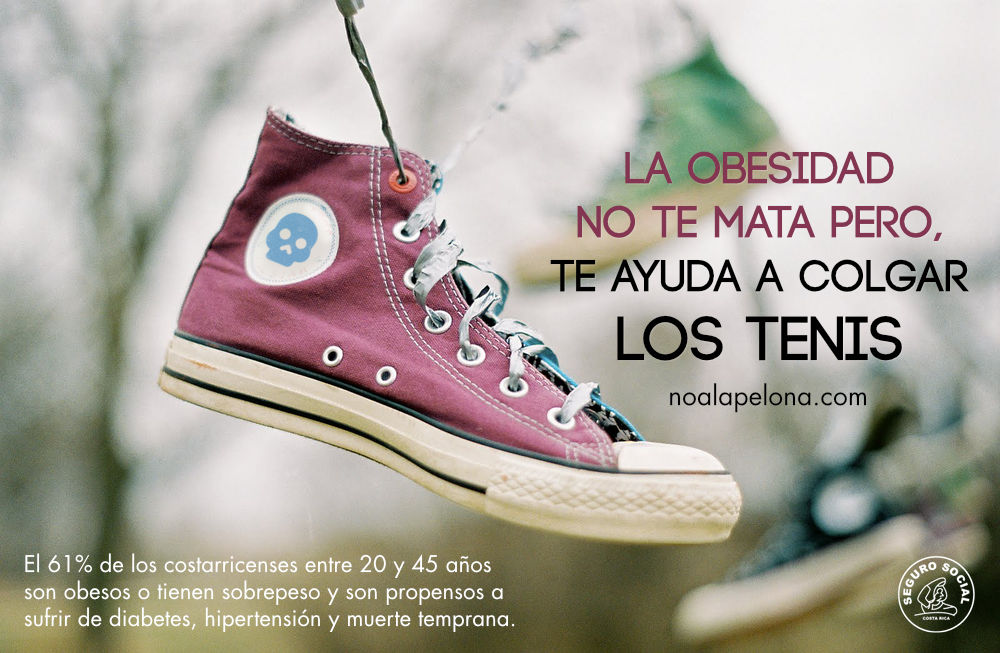 LA OBESIDAD
NO TE MATA PERO,
TE AYUDA A COLGAR
LOS TENIS
noalapelona.com
El 61% de los costarricenses entre 20 y 45 años
son obesos o tienen sobrepeso y son propensos a
sufrir de diabetes, hipertensión y muerte temprana.
SEGURO SOCIAL
COSTA RICA